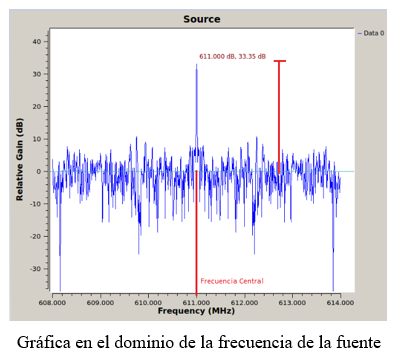 Source
Data 0
611.000 dB, 33.35 dB
Relative Gain (dB)
40
30
20
10
0
-10
-20
-30
Frecuencia Central
608.000 609.000 610.000 611.000 612.000 613.000 614.000
Frequency (MHz)
Gráfica en el dominio de la frecuencia de la fuente